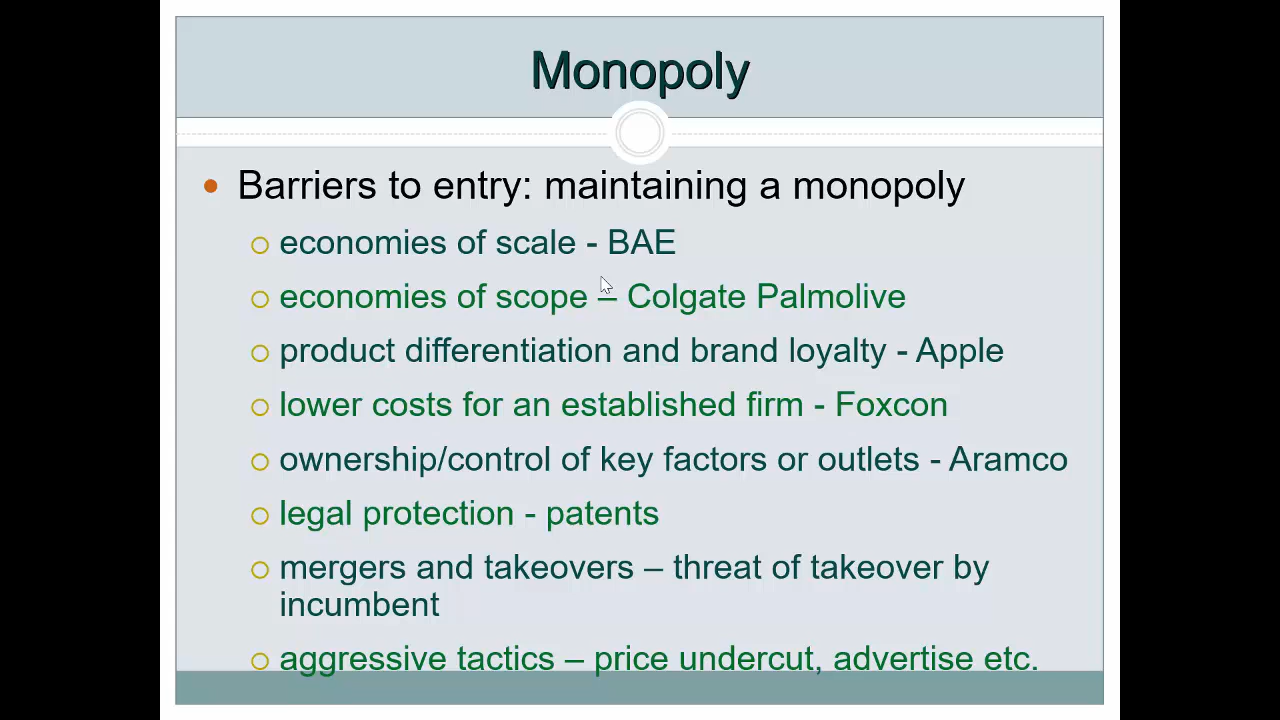 Monopoly
Barriers to entry: maintaining a monopoly
economies of scale - BAE
economies of scope – Colgate Palmolive
product differentiation and brand loyalty - Apple
lower costs for an established firm - Foxcon
ownership/control of key factors or outlets - Aramco
legal protection - patents
mergers and takeovers – threat of takeover by
incumbent
aggressive tactics – price undercut, advertise etc.